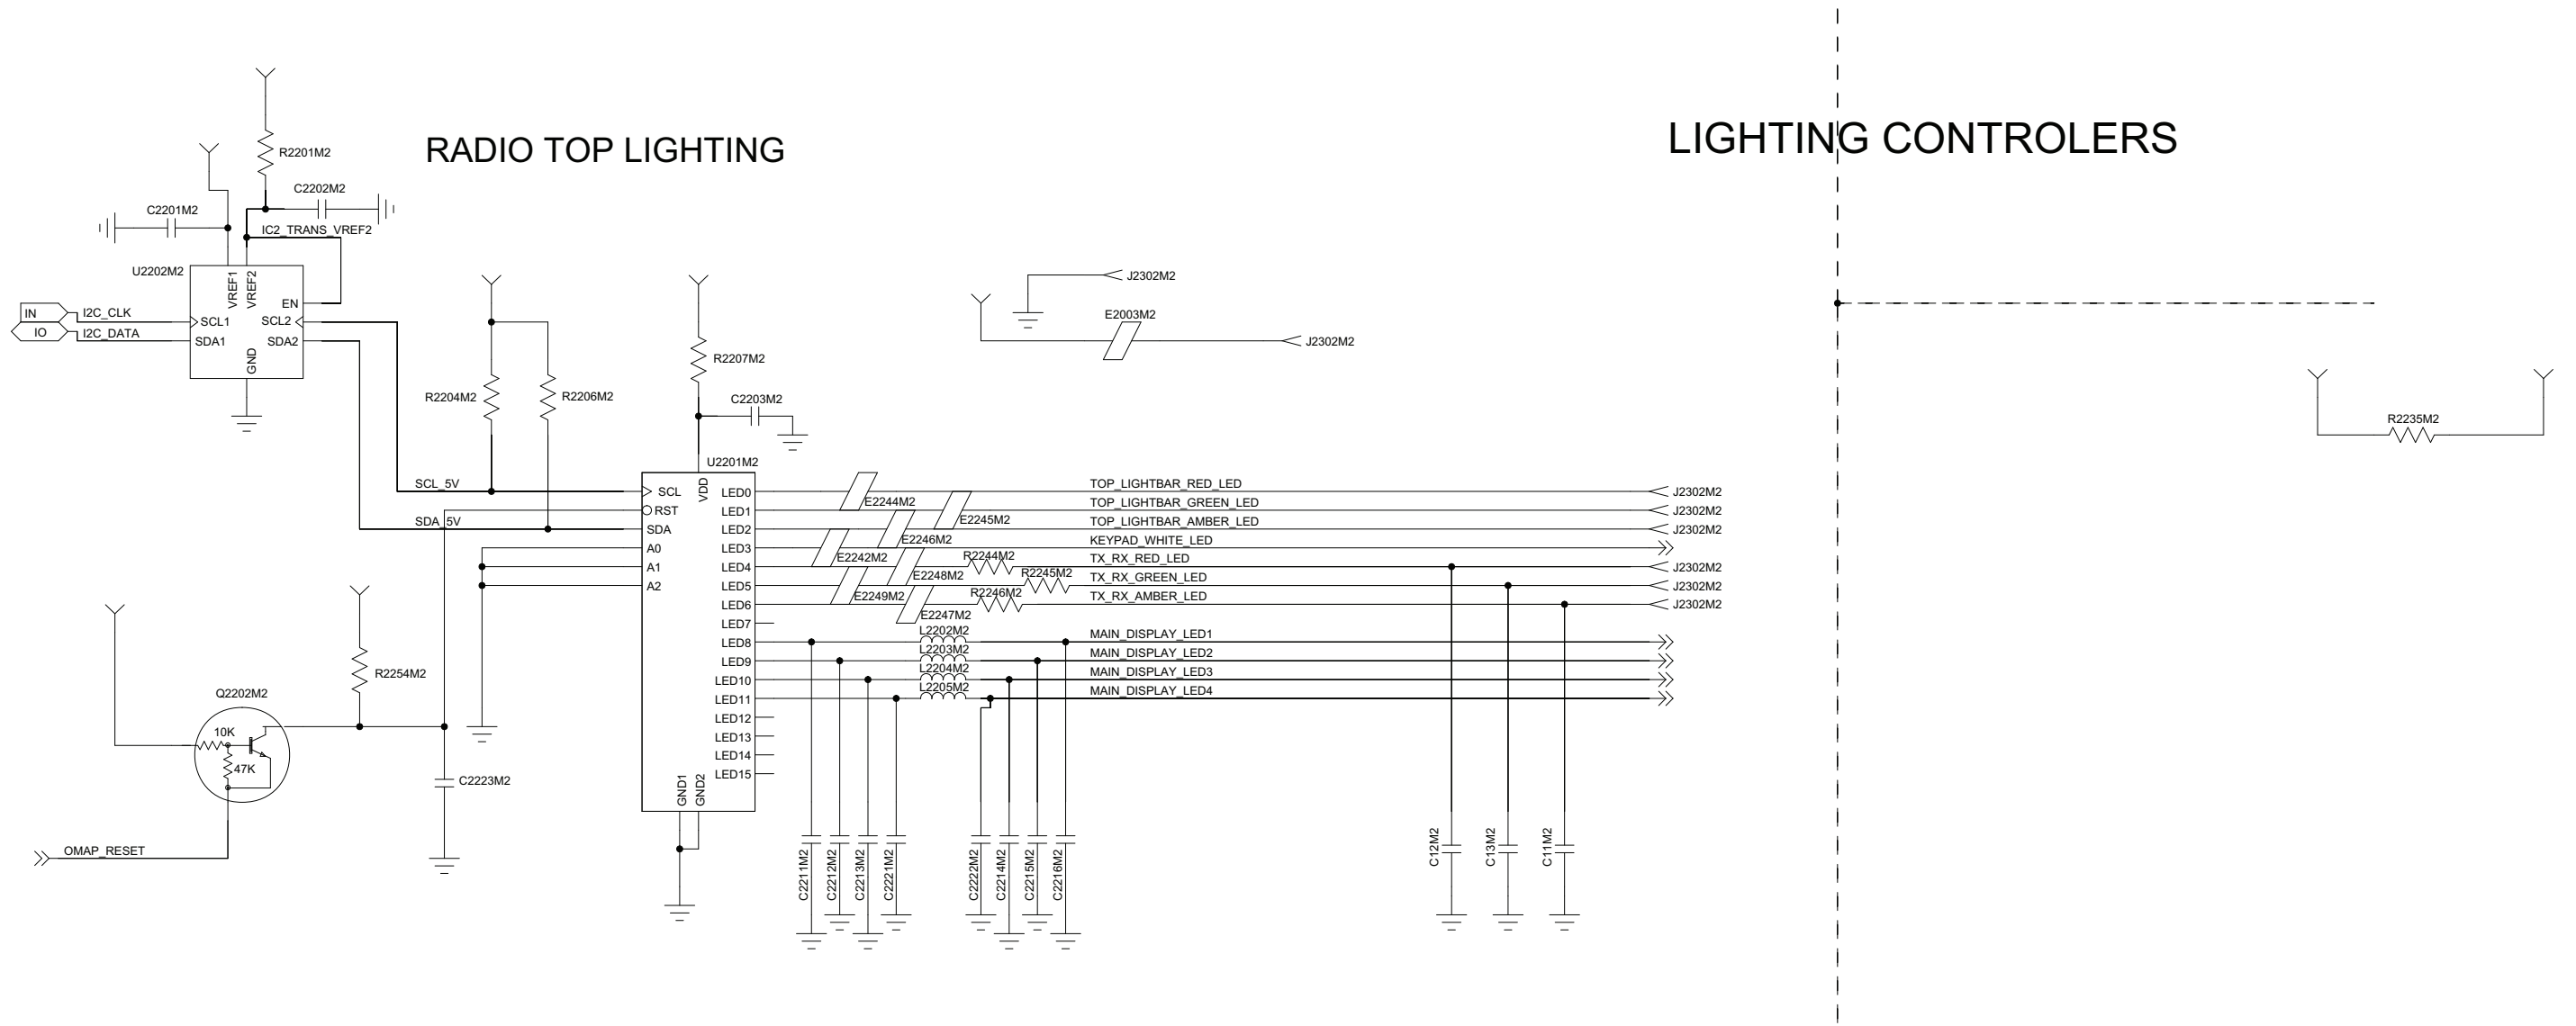 LIGHTING CONTROLERS
RADIO TOP LIGHTING
R2201M2
C2202M2
C2201M2
IC2_TRANS_VREF2
U2202M2
VREF1
VREF2
EN
IN
I2C_CLK
SCL1
SCL2
IO
I2C_DATA
SDA1
SDA2
GND
J2302M2
E2003M2
J2302M2
R2207M2
R2204M2
R2206M2
C2203M2
R2235M2
U2201M2
VDD
SCL_5V
SCL
LED0
E2244M2
TOP_LIGHTBAR_RED_LED
J2302M2
RST
LED1
E2245M2
TOP_LIGHTBAR_GREEN_LED
J2302M2
SDA_5V
SDA
LED2
E2246M2
TOP_LIGHTBAR_AMBER_LED
J2302M2
A0
LED3
E2242M2
KEYPAD_WHITE_LED
A1
LED4
E2248M2
R2244M2
TX_RX_RED_LED
J2302M2
A2
LED5
E2249M2
R2245M2
TX_RX_GREEN_LED
J2302M2
LED6
E2247M2
R2246M2
TX_RX_AMBER_LED
J2302M2
LED7
LED8
L2202M2
MAIN_DISPLAY_LED1
LED9
L2203M2
MAIN_DISPLAY_LED2
LED10
L2204M2
MAIN_DISPLAY_LED3
LED11
L2205M2
MAIN_DISPLAY_LED4
LED12
LED13
LED14
LED15
GND1
GND2
R2254M2
Q2202M2
10K
47K
C2223M2
OMAP_RESET
C2211M2
C2212M2
C2213M2
C2221M2
C2222M2
C2214M2
C2215M2
C2216M2
C12M2
C13M2
C11M2